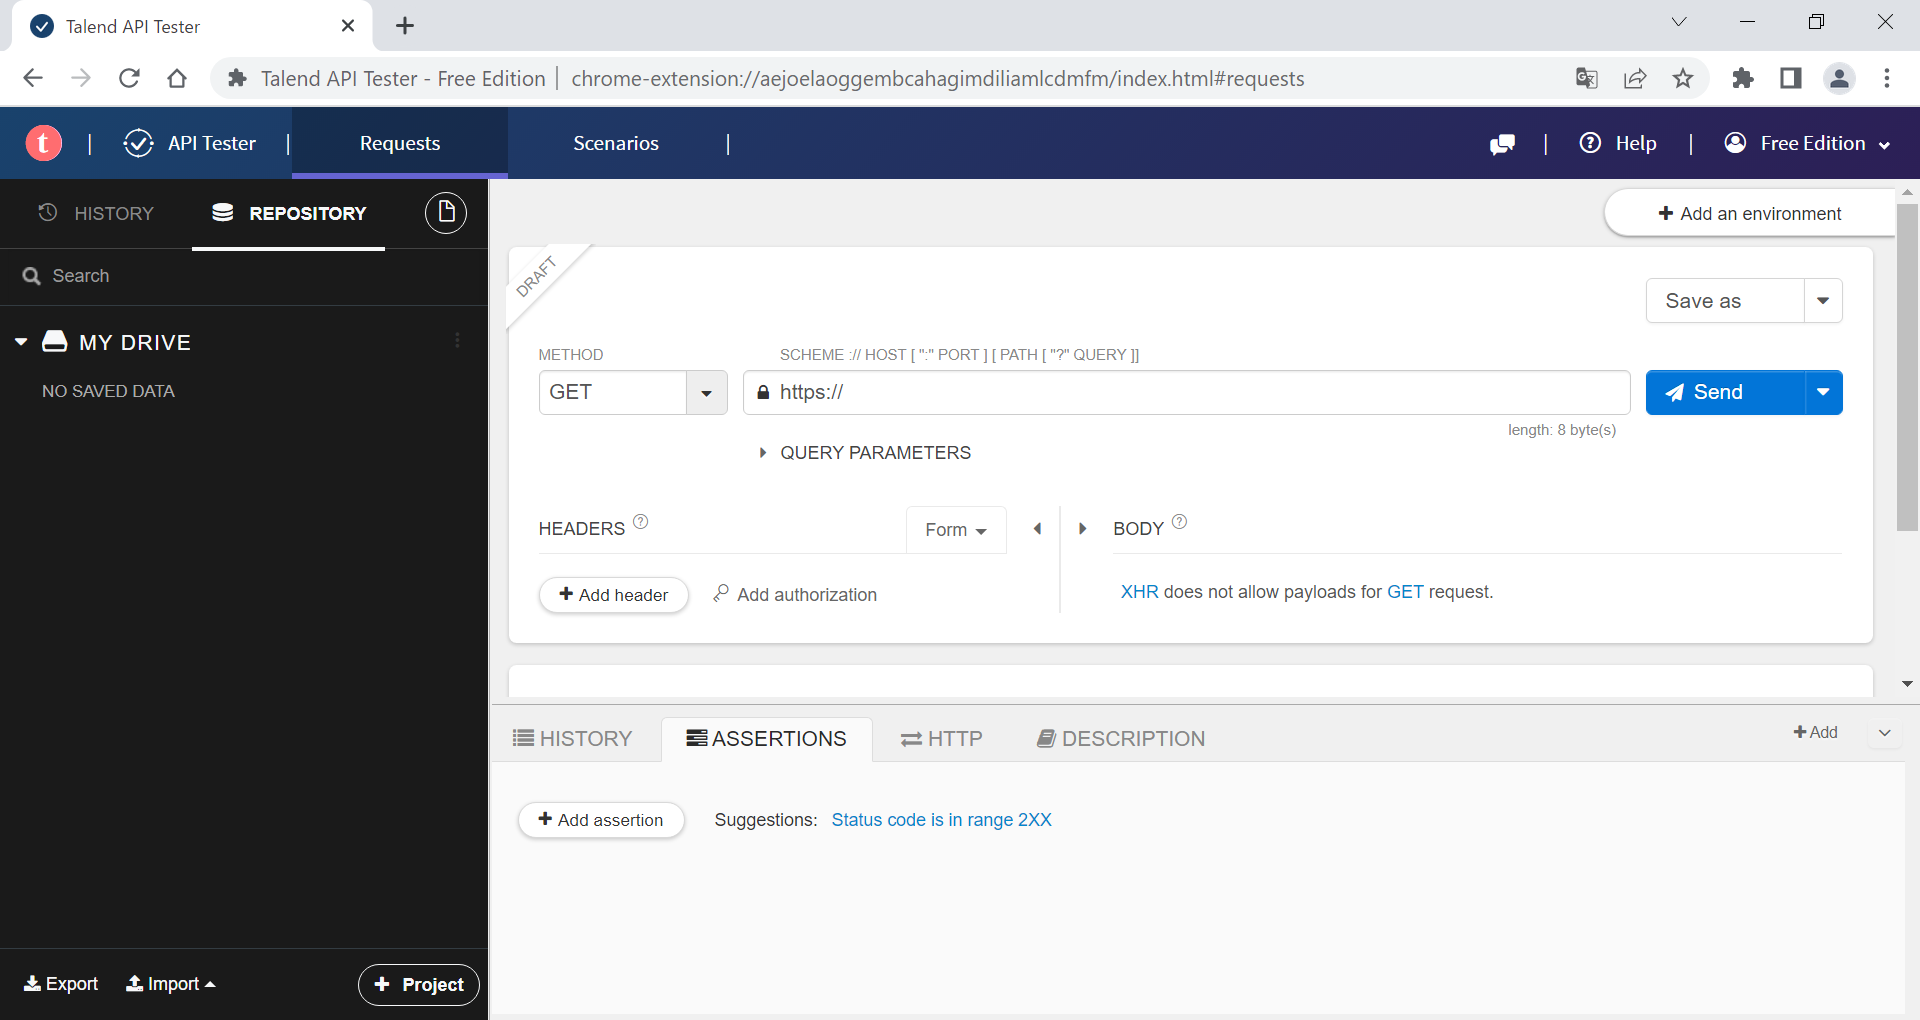 Talend API Tester
Talend API Tester - Free Edition | chrome-extension://aejoelaoggembcahagimdiliamlcdmfm/index.html#requests
t | API Tester | Requests Scenarios | | Help | Free Edition
HISTORY REPOSITORY
Search
MY DRIVE
NO SAVED DATA
Export Import + Project
+ Add an environment
DRAFT
Save as
METHOD SCHEME :// HOST [ ":" PORT ] [ PATH [ "?" QUERY ]]
GET https:// Send
length: 8 byte(s)
QUERY PARAMETERS
HEADERS ? Form BODY ?
+ Add header Add authorization XHR does not allow payloads for GET request.
HISTORY ASSERTIONS HTTP DESCRIPTION + Add
+ Add assertion Suggestions: Status code is in range 2XX